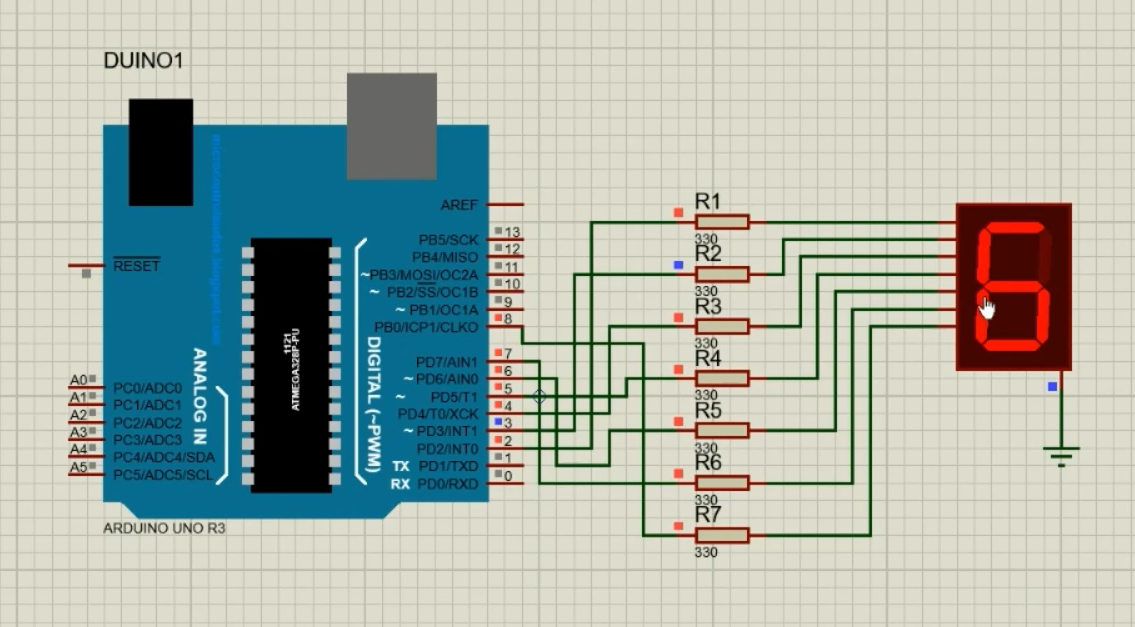 DUINO1
AREF
RESET
PB5/SCK 13
PB4/MISO 12
~PB3/MOSI/OC2A 11
~ PB2/SS/OC1B 10
~ PB1/OC1A 9
PB0/ICP1/CLKO 8
PD7/AIN1 7
~ PD6/AIN0 6
~ PD5/T1 5
PD4/T0/XCK 4
~ PD3/INT1 3
PD2/INT0 2
TX PD1/TXD 1
RX PD0/RXD 0
DIGITAL (~PWM)
1121
ATMEGA328P-PU
ANALOG IN
A0 PC0/ADC0
A1 PC1/ADC1
A2 PC2/ADC2
A3 PC3/ADC3
A4 PC4/ADC4/SDA
A5 PC5/ADC5/SCL
ARDUINO UNO R3
R1
330
R2
330
R3
330
R4
330
R5
330
R6
330
R7
330
6